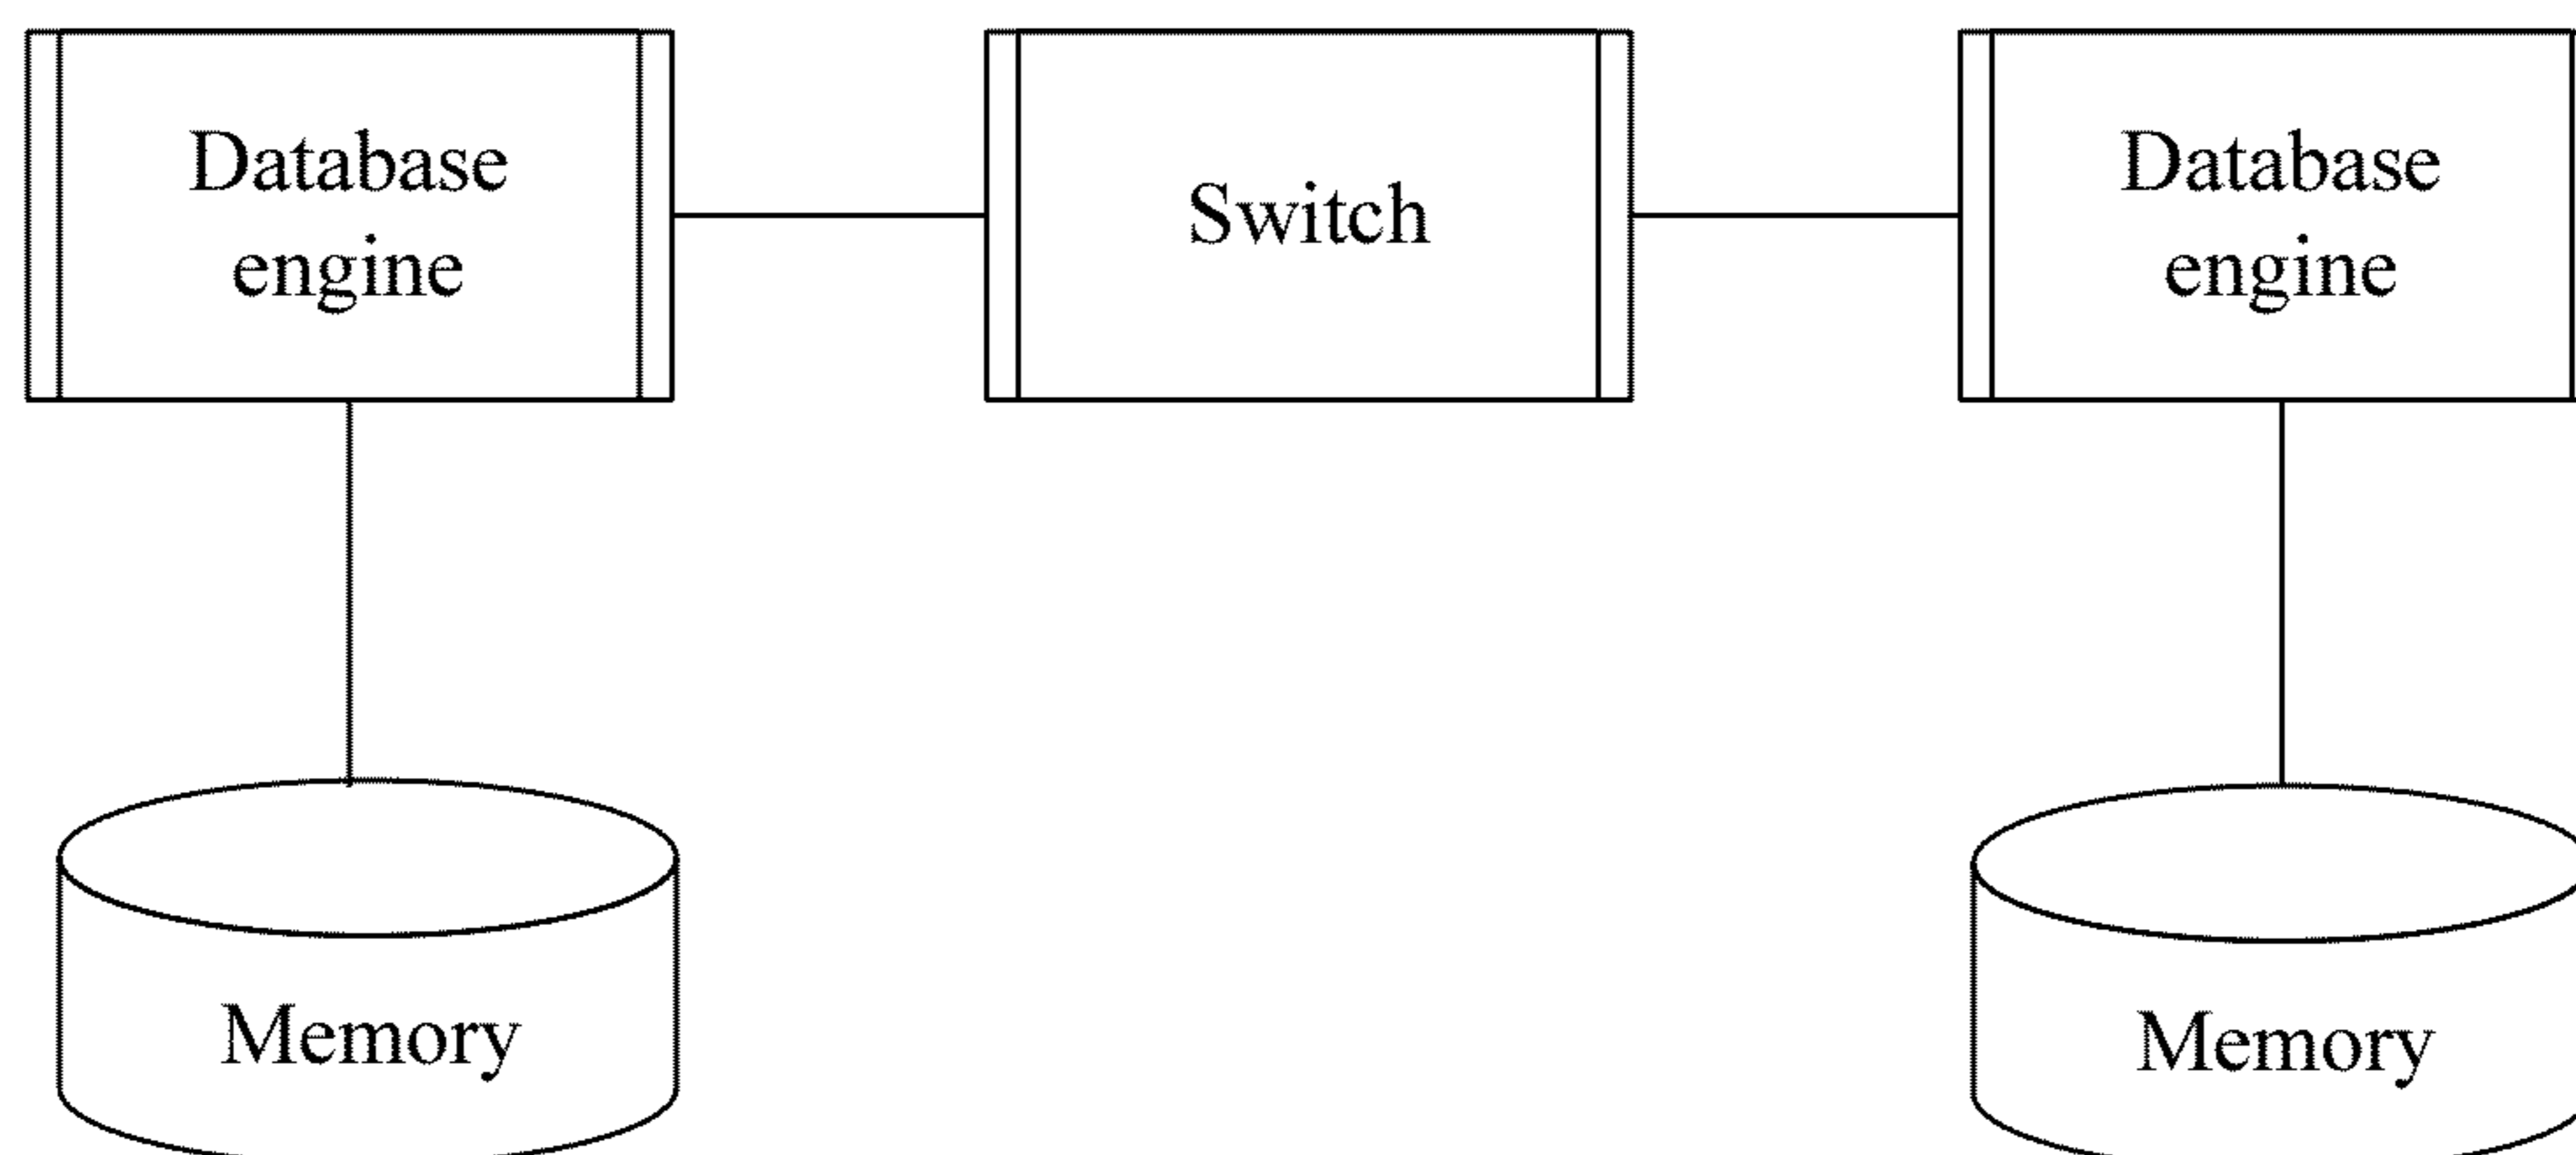 Database
engine
Switch
Database
engine
Memory
Memory